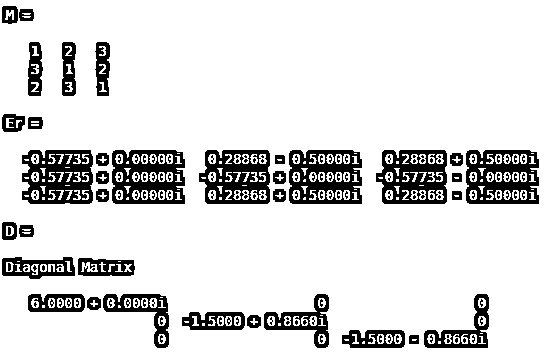 M =
1 2 3
3 1 2
2 3 1
Er =
-0.57735 + 0.00000i 0.28868 - 0.50000i 0.28868 + 0.50000i
-0.57735 + 0.00000i -0.57735 + 0.00000i -0.57735 - 0.00000i
-0.57735 + 0.00000i 0.28868 + 0.50000i 0.28868 - 0.50000i
D =
Diagonal Matrix
6.0000 + 0.0000i 0 0
0 -1.5000 + 0.8660i 0
0 0 -1.5000 - 0.8660i